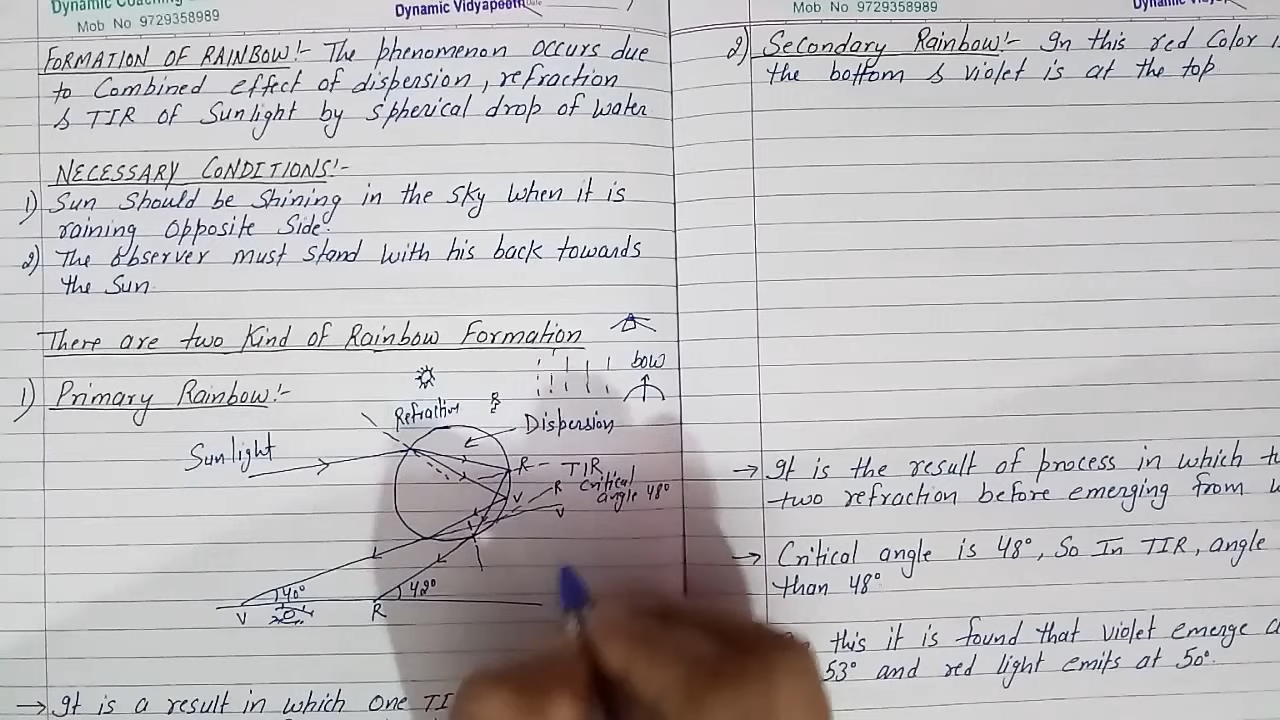 Dynamic Coaching
Mob No 9729358989
Dynamic Vidyapeeth
Date
FORMATION OF RAINBOW:- The phenomenon occurs due
to Combined effect of dispension, refraction
& TIR of Sunlight by spherical drop of water
NECESSARY CONDITIONS:-
1) Sun Should be Shining in the sky when it is
raining opposite Side.
2) The observer must stand with his back towards
the Sun.
There are two Kind of Rainbow Formation
1) Primary Rainbow:-
bow
Refraction
Dispension
Sunlight
R - TIR
Critical
angle 48°
V
R
V
40°
42°
V
R
→ It is a result in which one TI
Mob No 9729358989
2) Secondary Rainbow:- In this red Color
the bottom & violet is at the top
→ It is the result of process in which
two refraction before emerging from
→ Critical angle is 48°, So In TIR, angle
than 48°
this it is found that violet emerge
53° and red light emits at 50°.